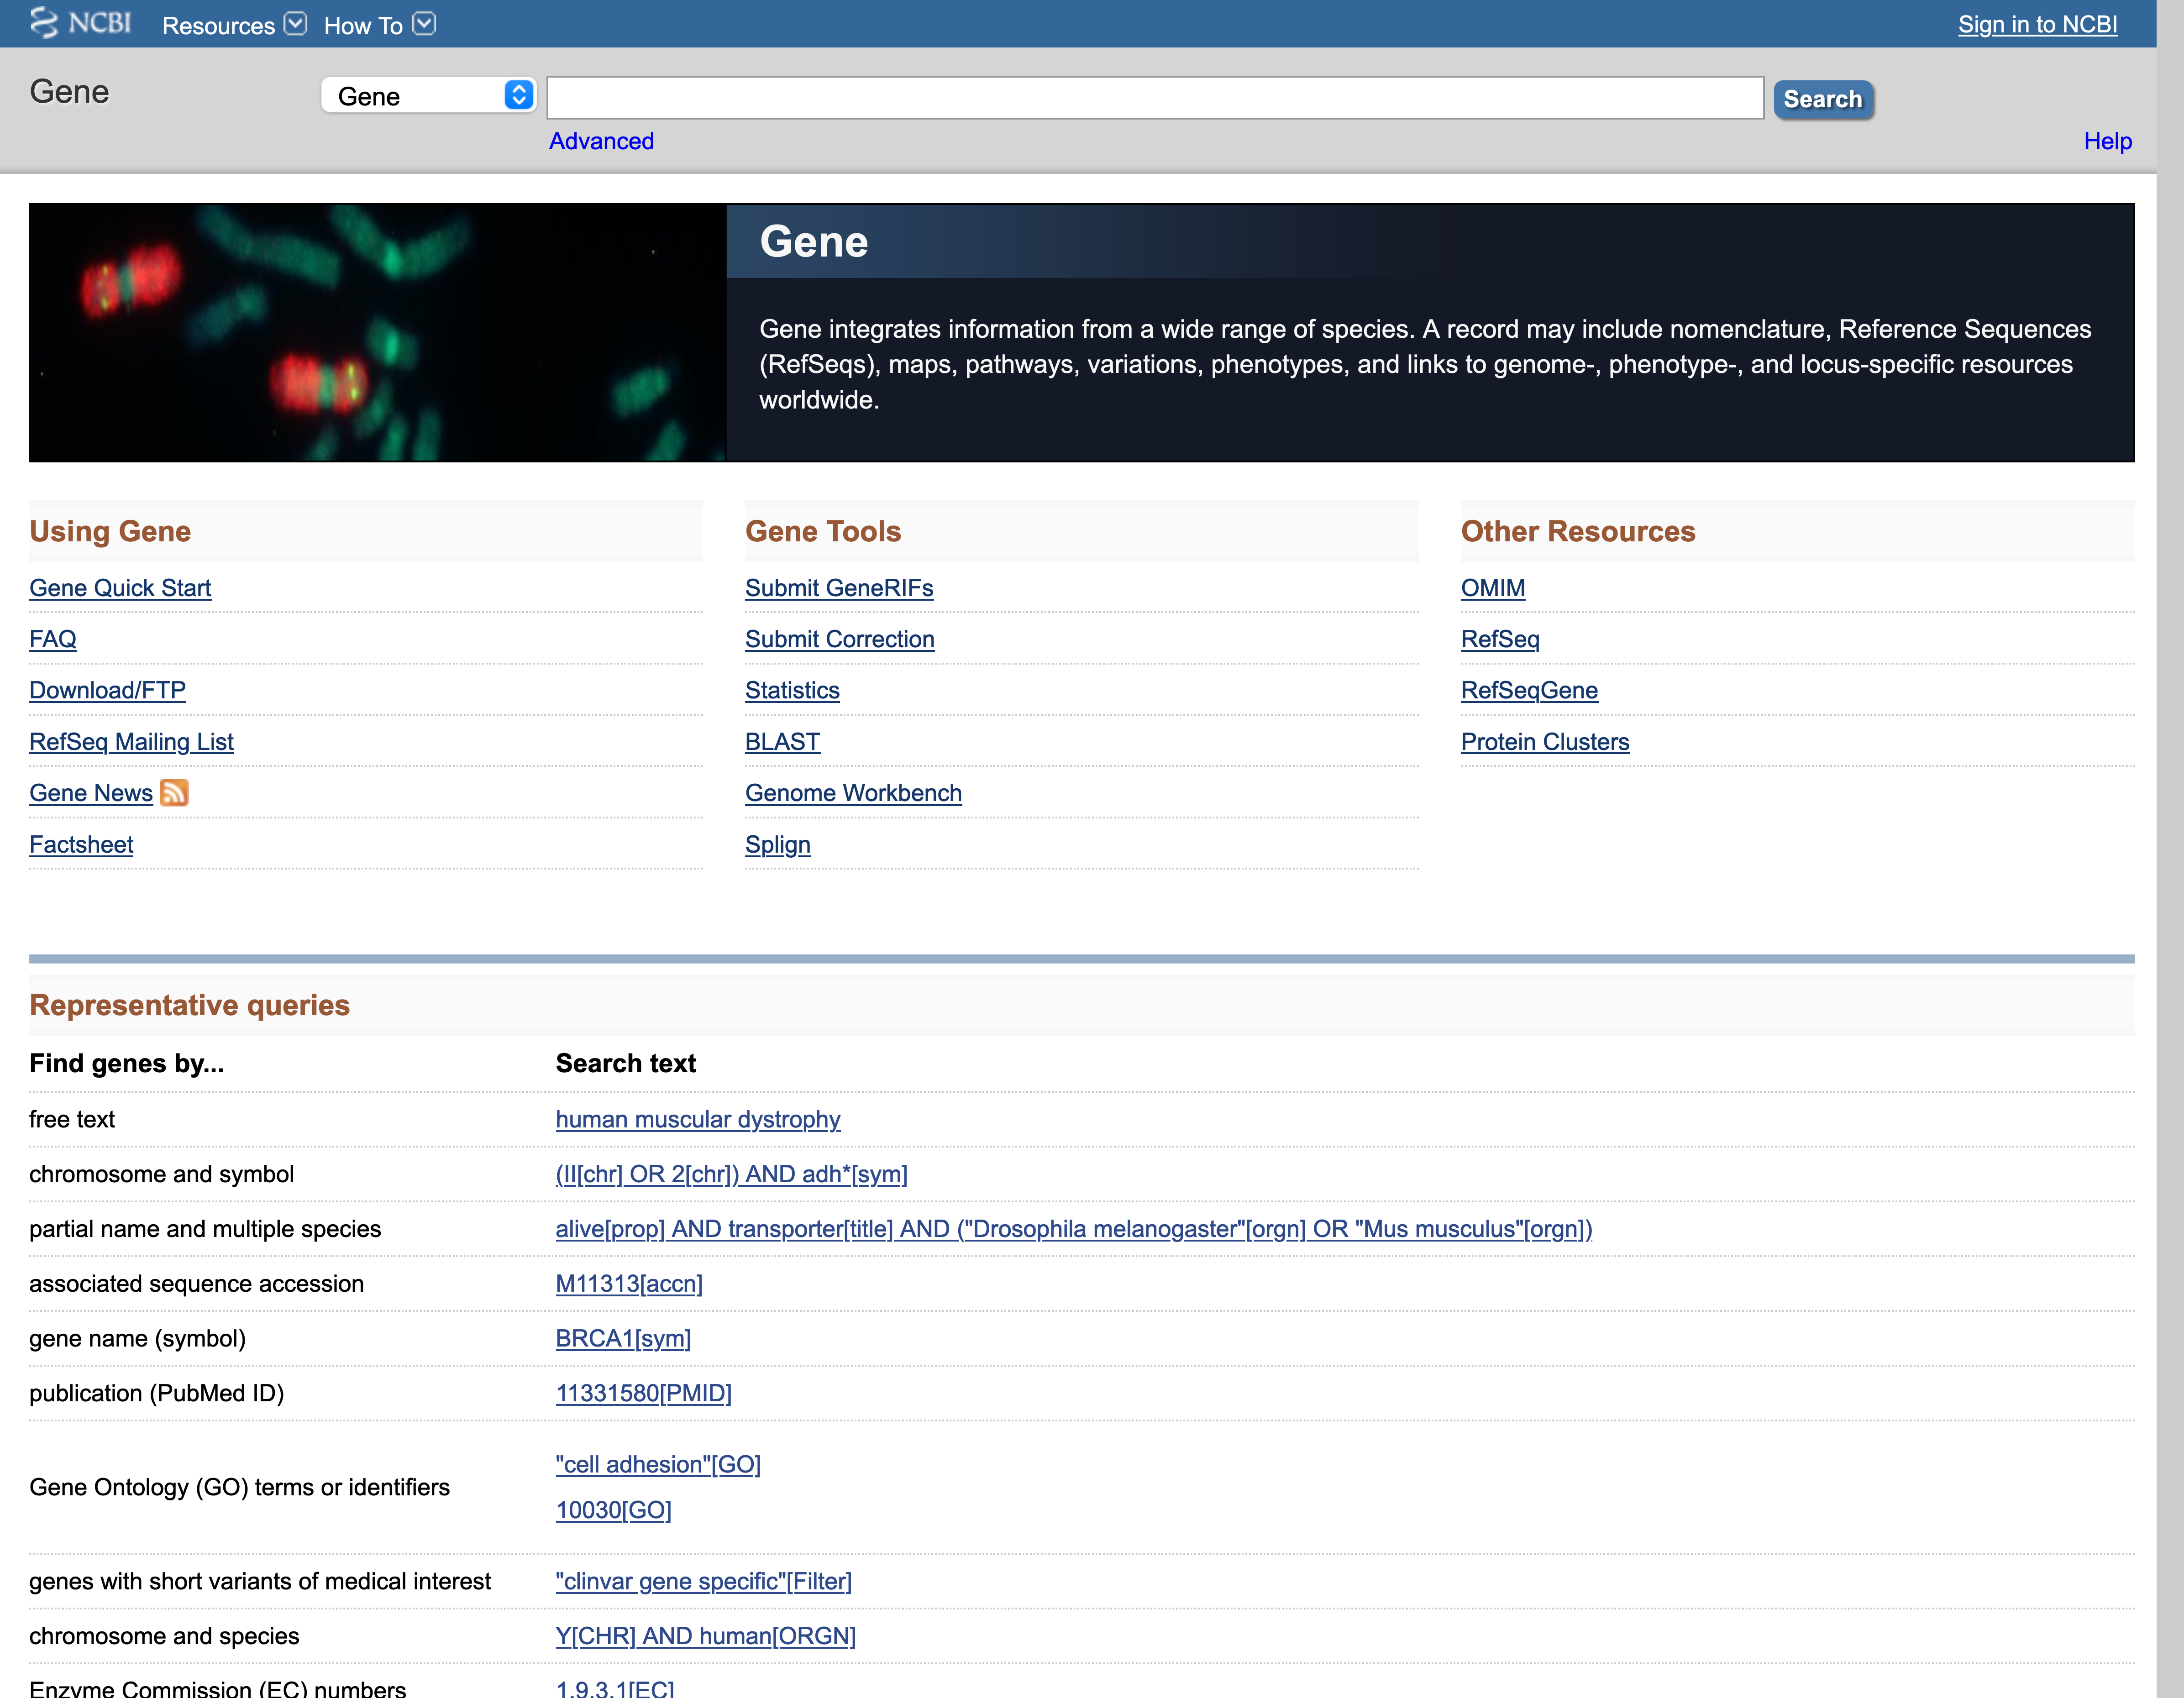 NCBI Resources How To Sign in to NCBI
Gene Gene Search
Advanced Help
Gene
Gene integrates information from a wide range of species. A record may include nomenclature, Reference Sequences
(RefSeqs), maps, pathways, variations, phenotypes, and links to genome-, phenotype-, and locus-specific resources
worldwide.
Using Gene
Gene Quick Start
FAQ
Download/FTP
RefSeq Mailing List
Gene News
Factsheet
Gene Tools
Submit GeneRIFs
Submit Correction
Statistics
BLAST
Genome Workbench
Splign
Other Resources
OMIM
RefSeq
RefSeqGene
Protein Clusters
Representative queries
Find genes by... Search text
free text human muscular dystrophy
chromosome and symbol (II[chr] OR 2[chr]) AND adh*[sym]
partial name and multiple species alive[prop] AND transporter[title] AND ("Drosophila melanogaster"[orgn] OR "Mus musculus"[orgn])
associated sequence accession M11313[accn]
gene name (symbol) BRCA1[sym]
publication (PubMed ID) 11331580[PMID]
Gene Ontology (GO) terms or identifiers "cell adhesion"[GO]
10030[GO]
genes with short variants of medical interest "clinvar gene specific"[Filter]
chromosome and species Y[CHR] AND human[ORGN]
Enzyme Commission (EC) numbers 1.9.3.1[EC]